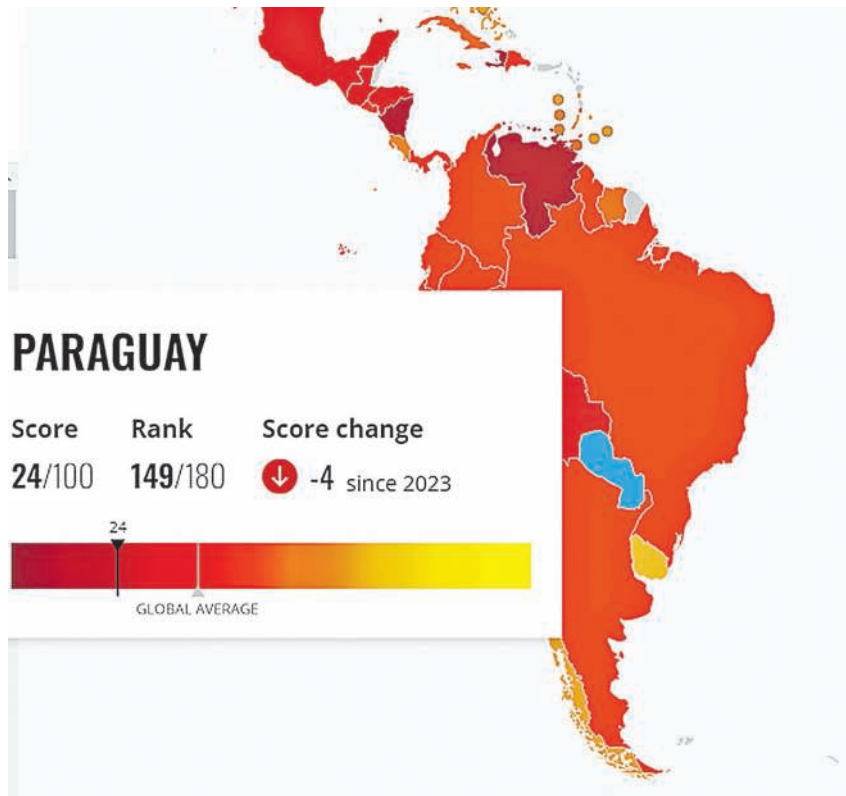 PARAGUAY
Score Rank Score change
24/100 149/180 -4 since 2023
24
GLOBAL AVERAGE